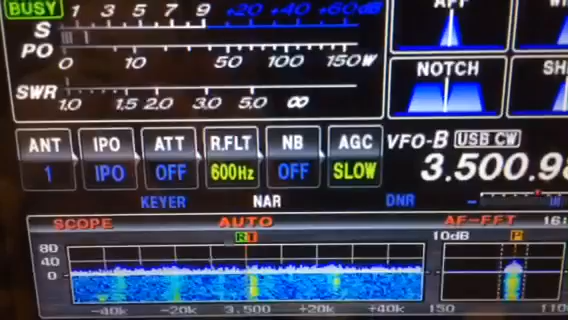 BUSY 1 3 5 7 9 +20 +40 +60dB
S
PO
0 10 50 100 150W
SWR
1.0 1.5 2.0 3.0 5.0 ∞
APF
NOTCH
ANT IPO ATT R.FLT NB AGC
1 IPO OFF 600Hz OFF SLOW
VFO-B USB CW
3.500.98
KEYER NAR DNR
SCOPE AUTO AF-FFT 16:
R T 10dB P
80
40
0
-40k -20k 3,500 +20k +40k 150